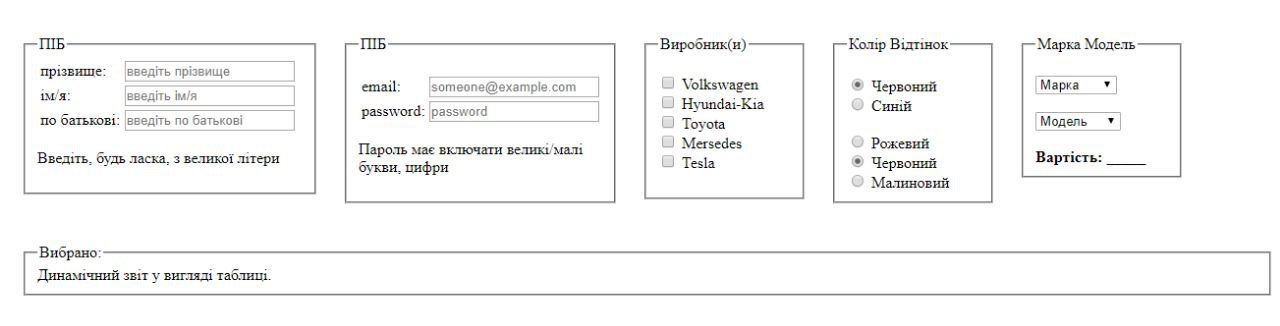 ПІБ
прізвище: введіть прізвище
ім/я: введіть ім/я
по батькові: введіть по батькові
Введіть, будь ласка, з великої літери
ПІБ
email: someone@example.com
password: password
Пароль має включати великі/малі
букви, цифри
Виробник(и)
Volkswagen
Hyundai-Kia
Toyota
Mersedes
Tesla
Колір Відтінок
Червоний
Синій
Рожевий
Червоний
Малиновий
Марка Модель
Марка
Модель
Вартість: _____
Вибрано:
Динамічний звіт у вигляді таблиці.